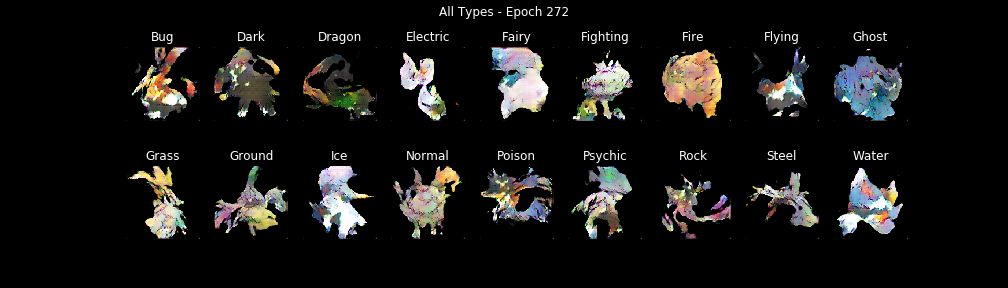 All Types - Epoch 272
Bug Dark Dragon Electric Fairy Fighting Fire Flying Ghost
Grass Ground Ice Normal Poison Psychic Rock Steel Water